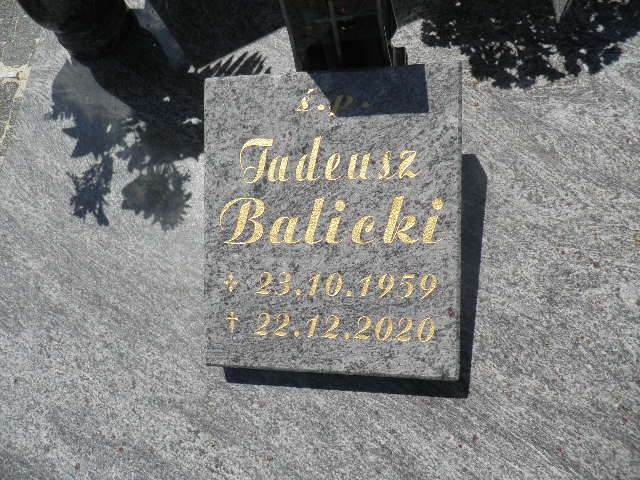 ś.p.
Tadeusz
Balicki
* 23.10.1959
† 22.12.2020